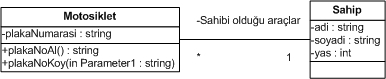 Motosiklet
-plakaNumarasi : string
+plakaNoAl() : string
+plakaNoKoy(in Parameter1 : string)
-Sahibi olduğu araçlar
*
1
Sahip
-adi : string
-soyadi : string
-yas : int